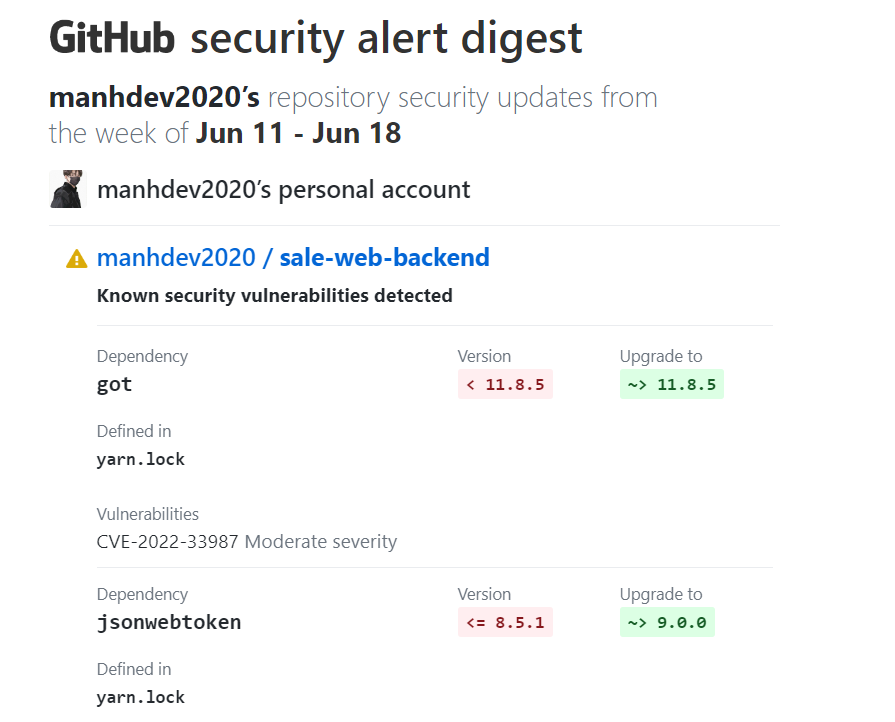 GitHub security alert digest
manhdev2020’s repository security updates from
the week of Jun 11 - Jun 18
manhdev2020’s personal account
manhdev2020 / sale-web-backend
Known security vulnerabilities detected
Dependency Version Upgrade to
got < 11.8.5 ~> 11.8.5
Defined in
yarn.lock
Vulnerabilities
CVE-2022-33987 Moderate severity
Dependency Version Upgrade to
jsonwebtoken <= 8.5.1 ~> 9.0.0
Defined in
yarn.lock